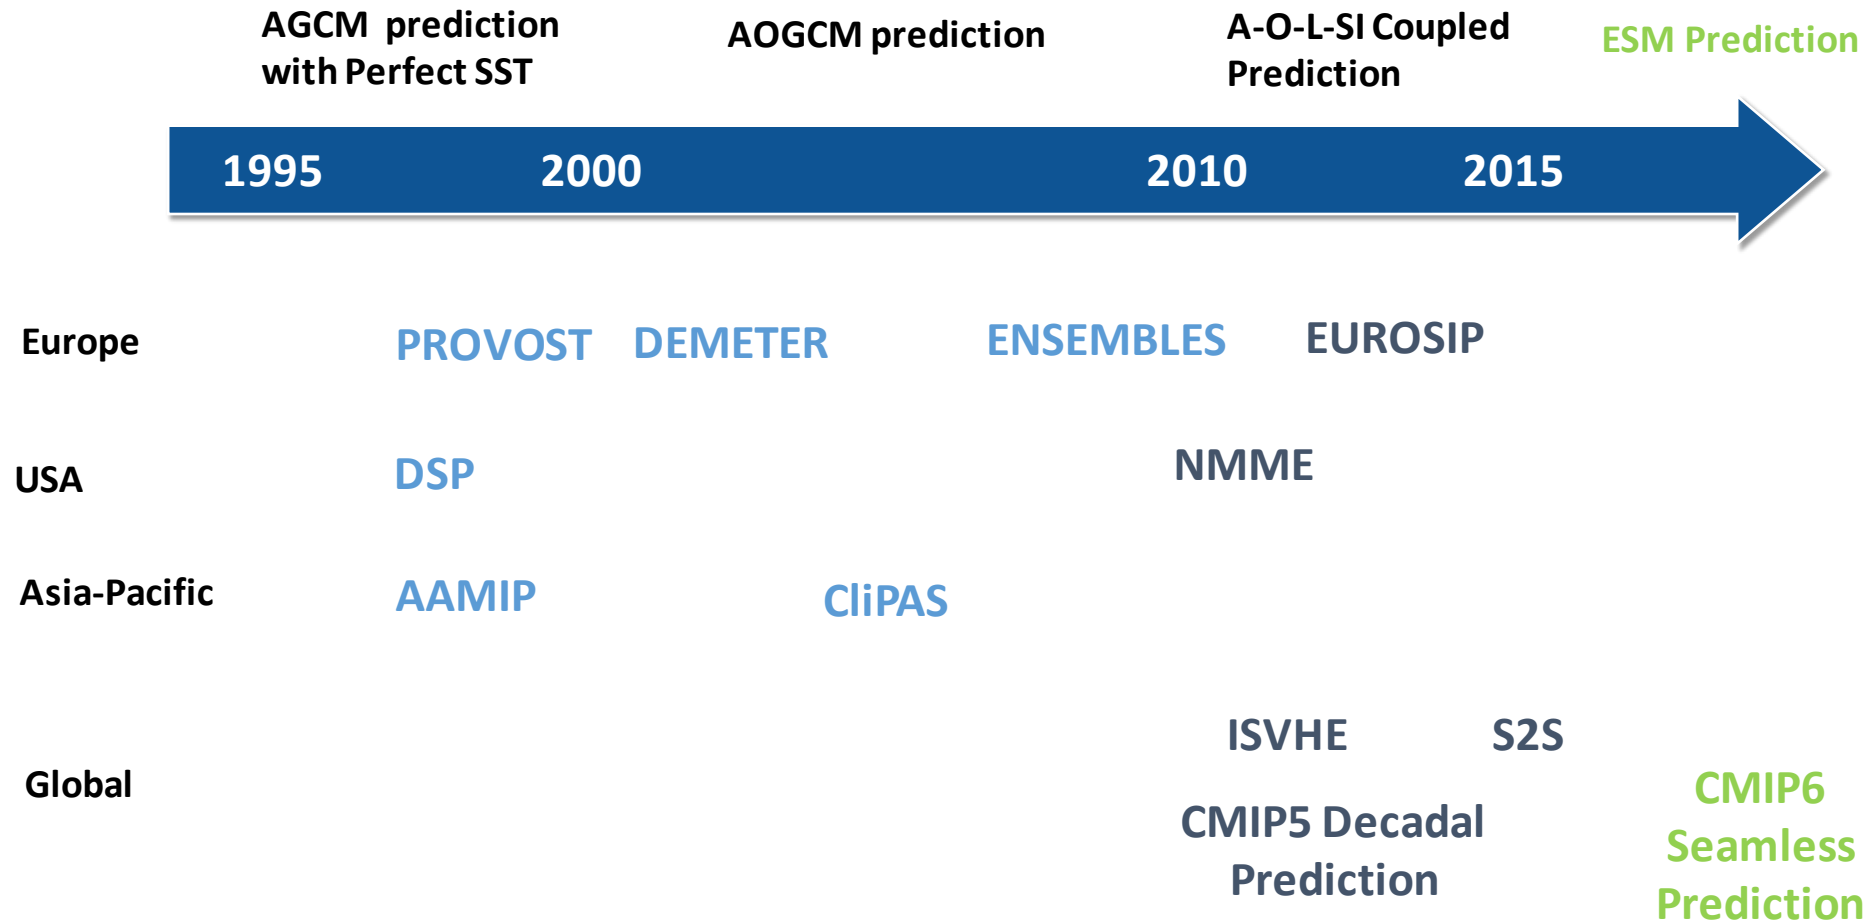 AGCM prediction
with Perfect SST
AOGCM prediction
A-O-L-SI Coupled
Prediction
ESM Prediction
1995
2000
2010
2015
Europe
PROVOST
DEMETER
ENSEMBLES
EUROSIP
USA
DSP
NMME
Asia-Pacific
AAMIP
CliPAS
Global
ISVHE
S2S
CMIP5 Decadal
Prediction
CMIP6
Seamless
Prediction